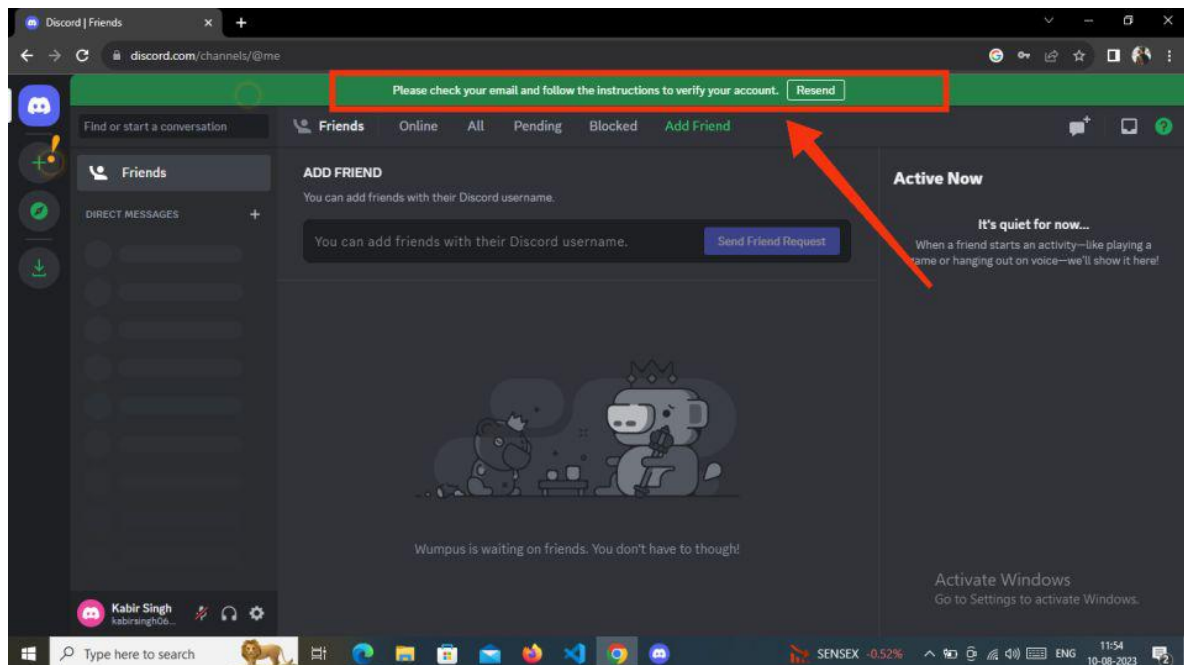 Discord | Friends
discord.com/channels/@me
Please check your email and follow the instructions to verify your account. Resend
Find or start a conversation
Friends Online All Pending Blocked Add Friend
Friends
DIRECT MESSAGES +
ADD FRIEND
You can add friends with their Discord username.
You can add friends with their Discord username. Send Friend Request
Active Now
It's quiet for now...
When a friend starts an activity—like playing a
game or hanging out on voice—we'll show it here!
Wumpus is waiting on friends. You don't have to though!
Activate Windows
Go to Settings to activate Windows.
Kabir Singh
kabirsingh06...
Type here to search
SENSEX -0.52%
ENG
11:54
10-08-2023
2